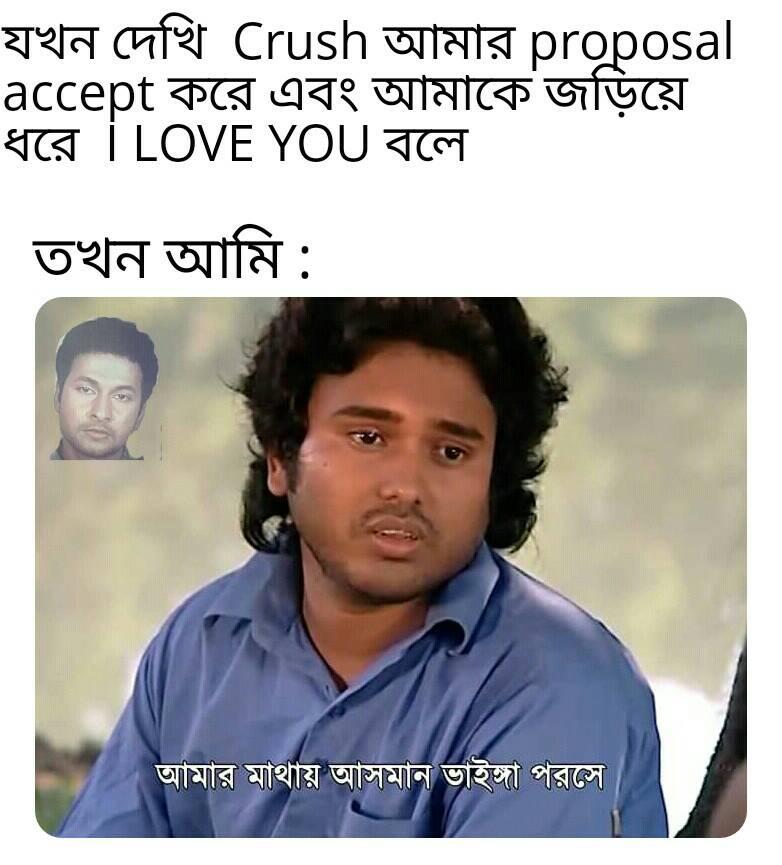 যখন দেখি Crush আমার proposal
accept করে এবং আমাকে জড়িয়ে
ধরে I LOVE YOU বলে
তখন আমি :
আমার মাথায় আসমান ভাইঙ্গা পরসে